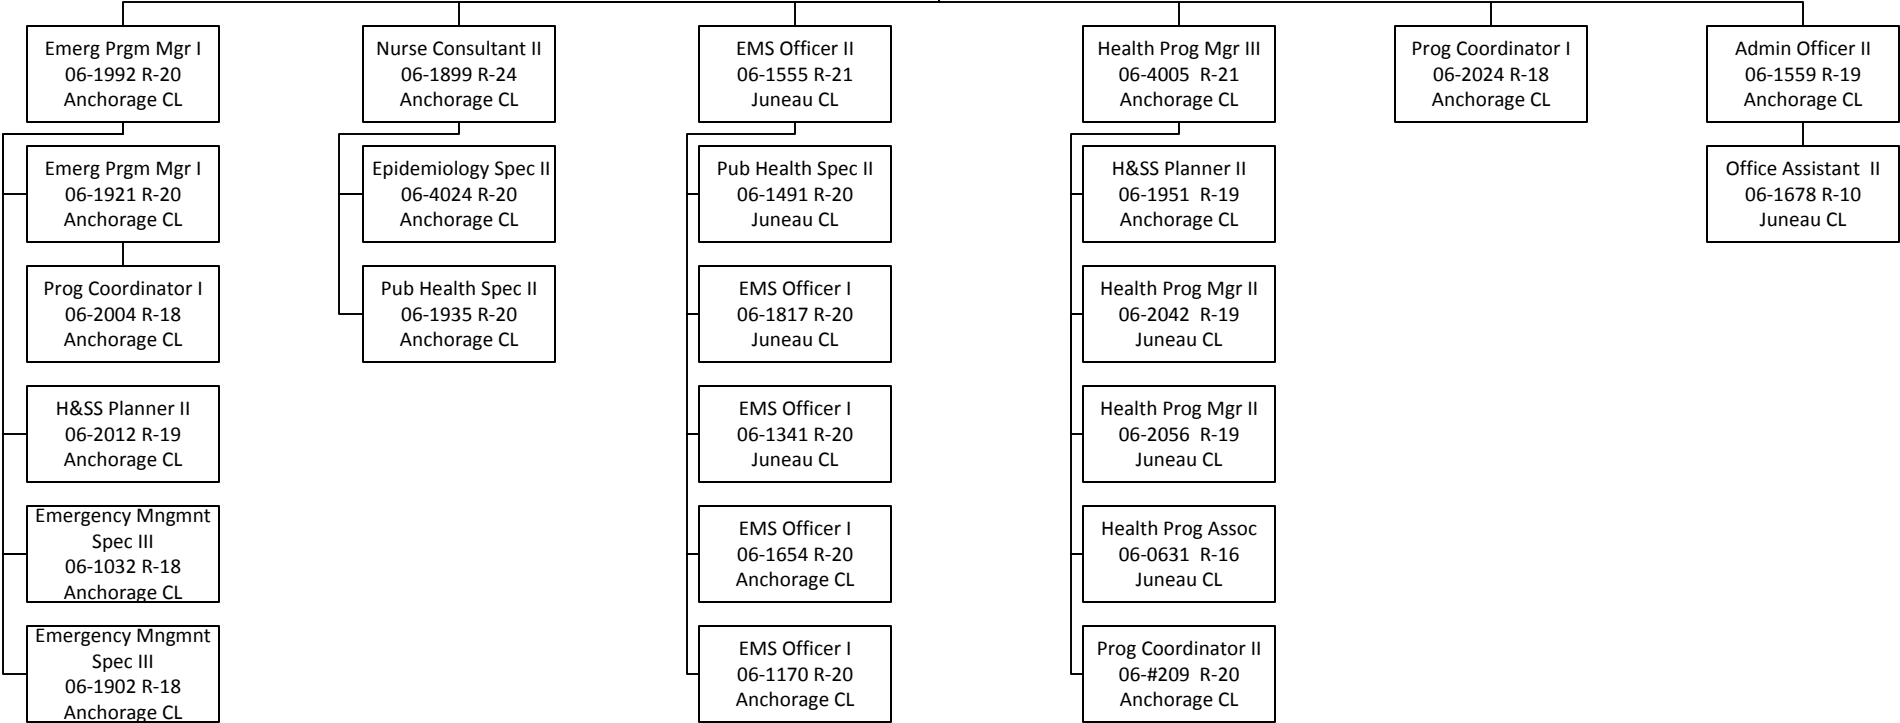 Emerg Prgm Mgr I
06-1992 R-20
Anchorage CL
Emerg Prgm Mgr I
06-1921 R-20
Anchorage CL
Prog Coordinator I
06-2004 R-18
Anchorage CL
H&SS Planner II
06-2012 R-19
Anchorage CL
Emergency Mngmnt
Spec III
06-1032 R-18
Anchorage CL
Emergency Mngmnt
Spec III
06-1902 R-18
Anchorage CL
Nurse Consultant II
06-1899 R-24
Anchorage CL
Epidemiology Spec II
06-4024 R-20
Anchorage CL
Pub Health Spec II
06-1935 R-20
Anchorage CL
EMS Officer II
06-1555 R-21
Juneau CL
Pub Health Spec II
06-1491 R-20
Juneau CL
EMS Officer I
06-1817 R-20
Juneau CL
EMS Officer I
06-1341 R-20
Juneau CL
EMS Officer I
06-1654 R-20
Anchorage CL
EMS Officer I
06-1170 R-20
Anchorage CL
Health Prog Mgr III
06-4005  R-21
Anchorage CL
H&SS Planner II
06-1951  R-19
Anchorage CL
Health Prog Mgr II
06-2042  R-19
Juneau CL
Health Prog Mgr II
06-2056  R-19
Juneau CL
Health Prog Assoc
06-0631  R-16
Juneau CL
Prog Coordinator II
06-#209  R-20
Anchorage CL
Prog Coordinator I
06-2024 R-18
Anchorage CL
Admin Officer II
06-1559 R-19
Anchorage CL
Office Assistant  II
06-1678 R-10
Juneau CL